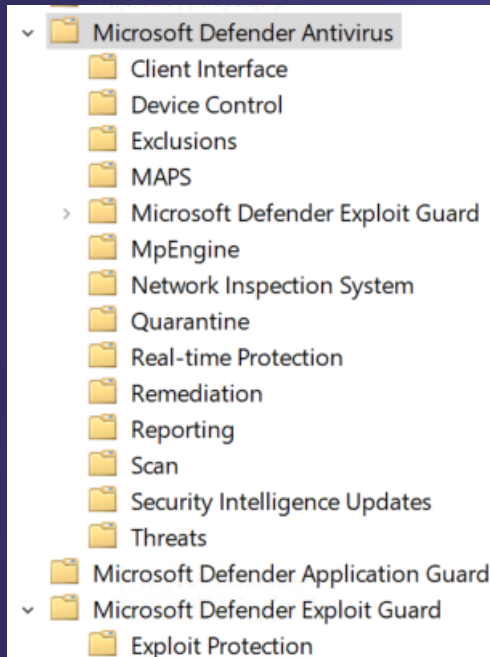 Microsoft Defender Antivirus
Client Interface
Device Control
Exclusions
MAPS
Microsoft Defender Exploit Guard
MpEngine
Network Inspection System
Quarantine
Real-time Protection
Remediation
Reporting
Scan
Security Intelligence Updates
Threats
Microsoft Defender Application Guard
Microsoft Defender Exploit Guard
Exploit Protection